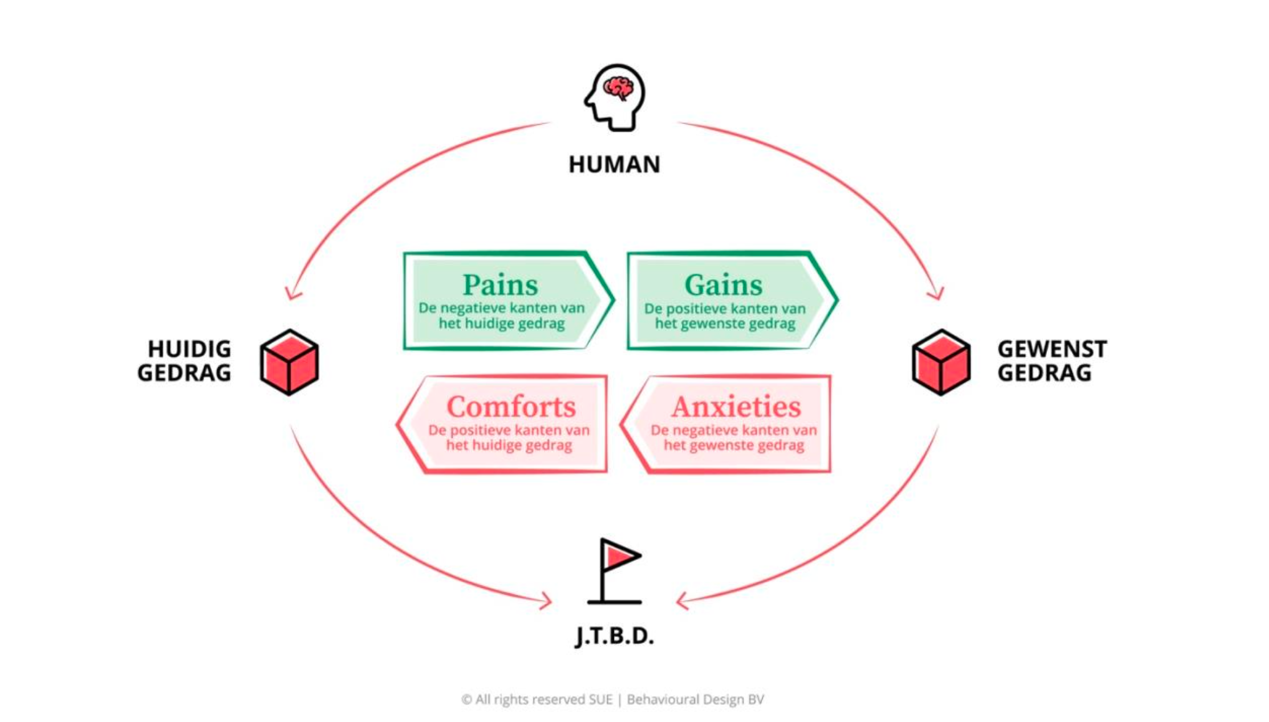 HUMAN
Pains
De negatieve kanten van
het huidige gedrag
Gains
De positieve kanten van
het gewenste gedrag
HUIDIG
GEDRAG
GEWENST
GEDRAG
Comforts
De positieve kanten van
het huidige gedrag
Anxieties
De negatieve kanten van
het gewenste gedrag
J.T.B.D.
© All rights reserved SUE | Behavioural Design BV